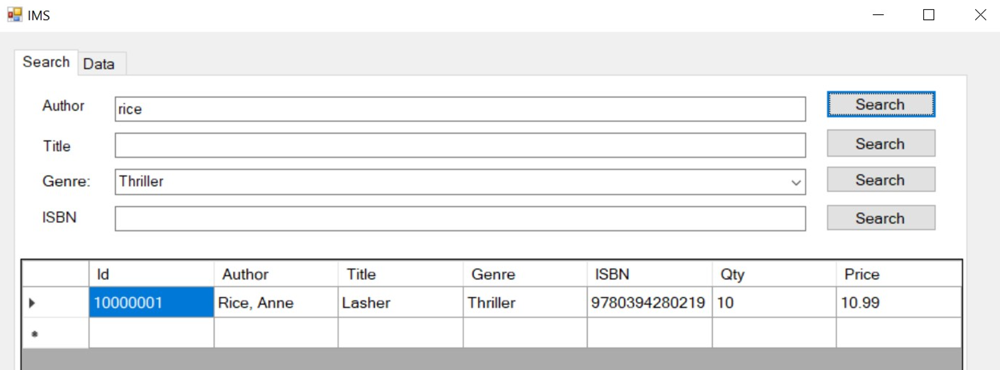 IMS
Search Data
Author rice Search
Title Search
Genre: Thriller Search
ISBN Search
Id Author Title Genre ISBN Qty Price
10000001 Rice, Anne Lasher Thriller 9780394280219 10 10.99